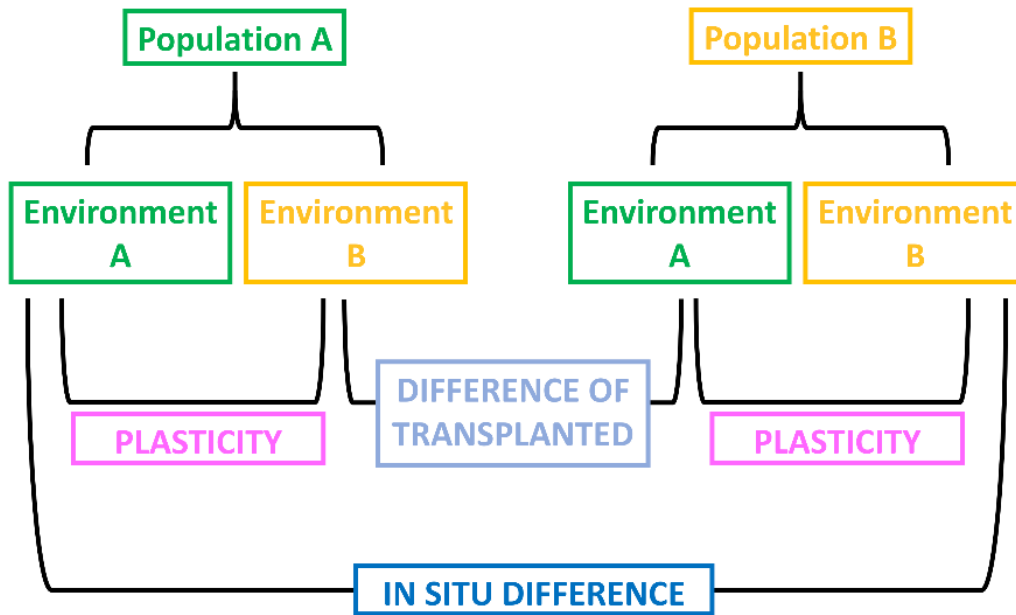 Population A
Population B
Environment
A
Environment
B
Environment
A
Environment
B
DIFFERENCE OF
TRANSPLANTED
PLASTICITY
PLASTICITY
IN SITU DIFFERENCE